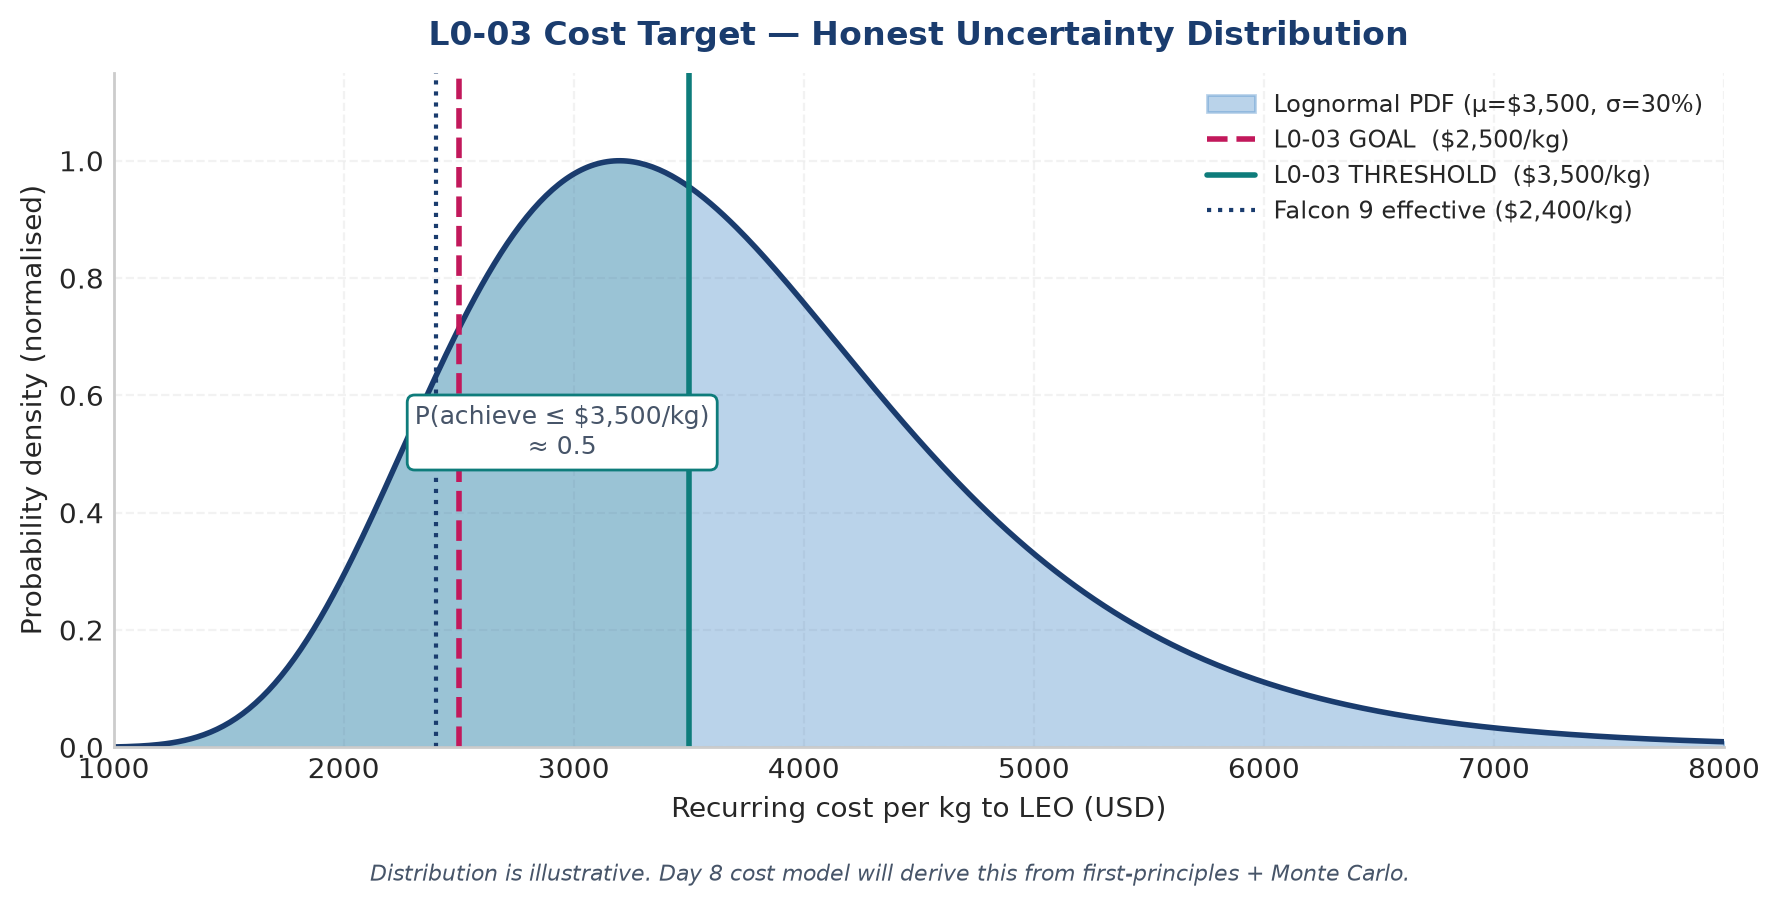 L0-03 Cost Target — Honest Uncertainty Distribution
Lognormal PDF (μ=$3,500, σ=30%)
L0-03 GOAL  ($2,500/kg)
L0-03 THRESHOLD  ($3,500/kg)
Falcon 9 effective ($2,400/kg)
Probability density (normalised)
1.0
0.8
0.6
0.4
0.2
0.0
P(achieve ≤ $3,500/kg)
≈ 0.5
1000 2000 3000 4000 5000 6000 7000 8000
Recurring cost per kg to LEO (USD)
Distribution is illustrative. Day 8 cost model will derive this from first-principles + Monte Carlo.